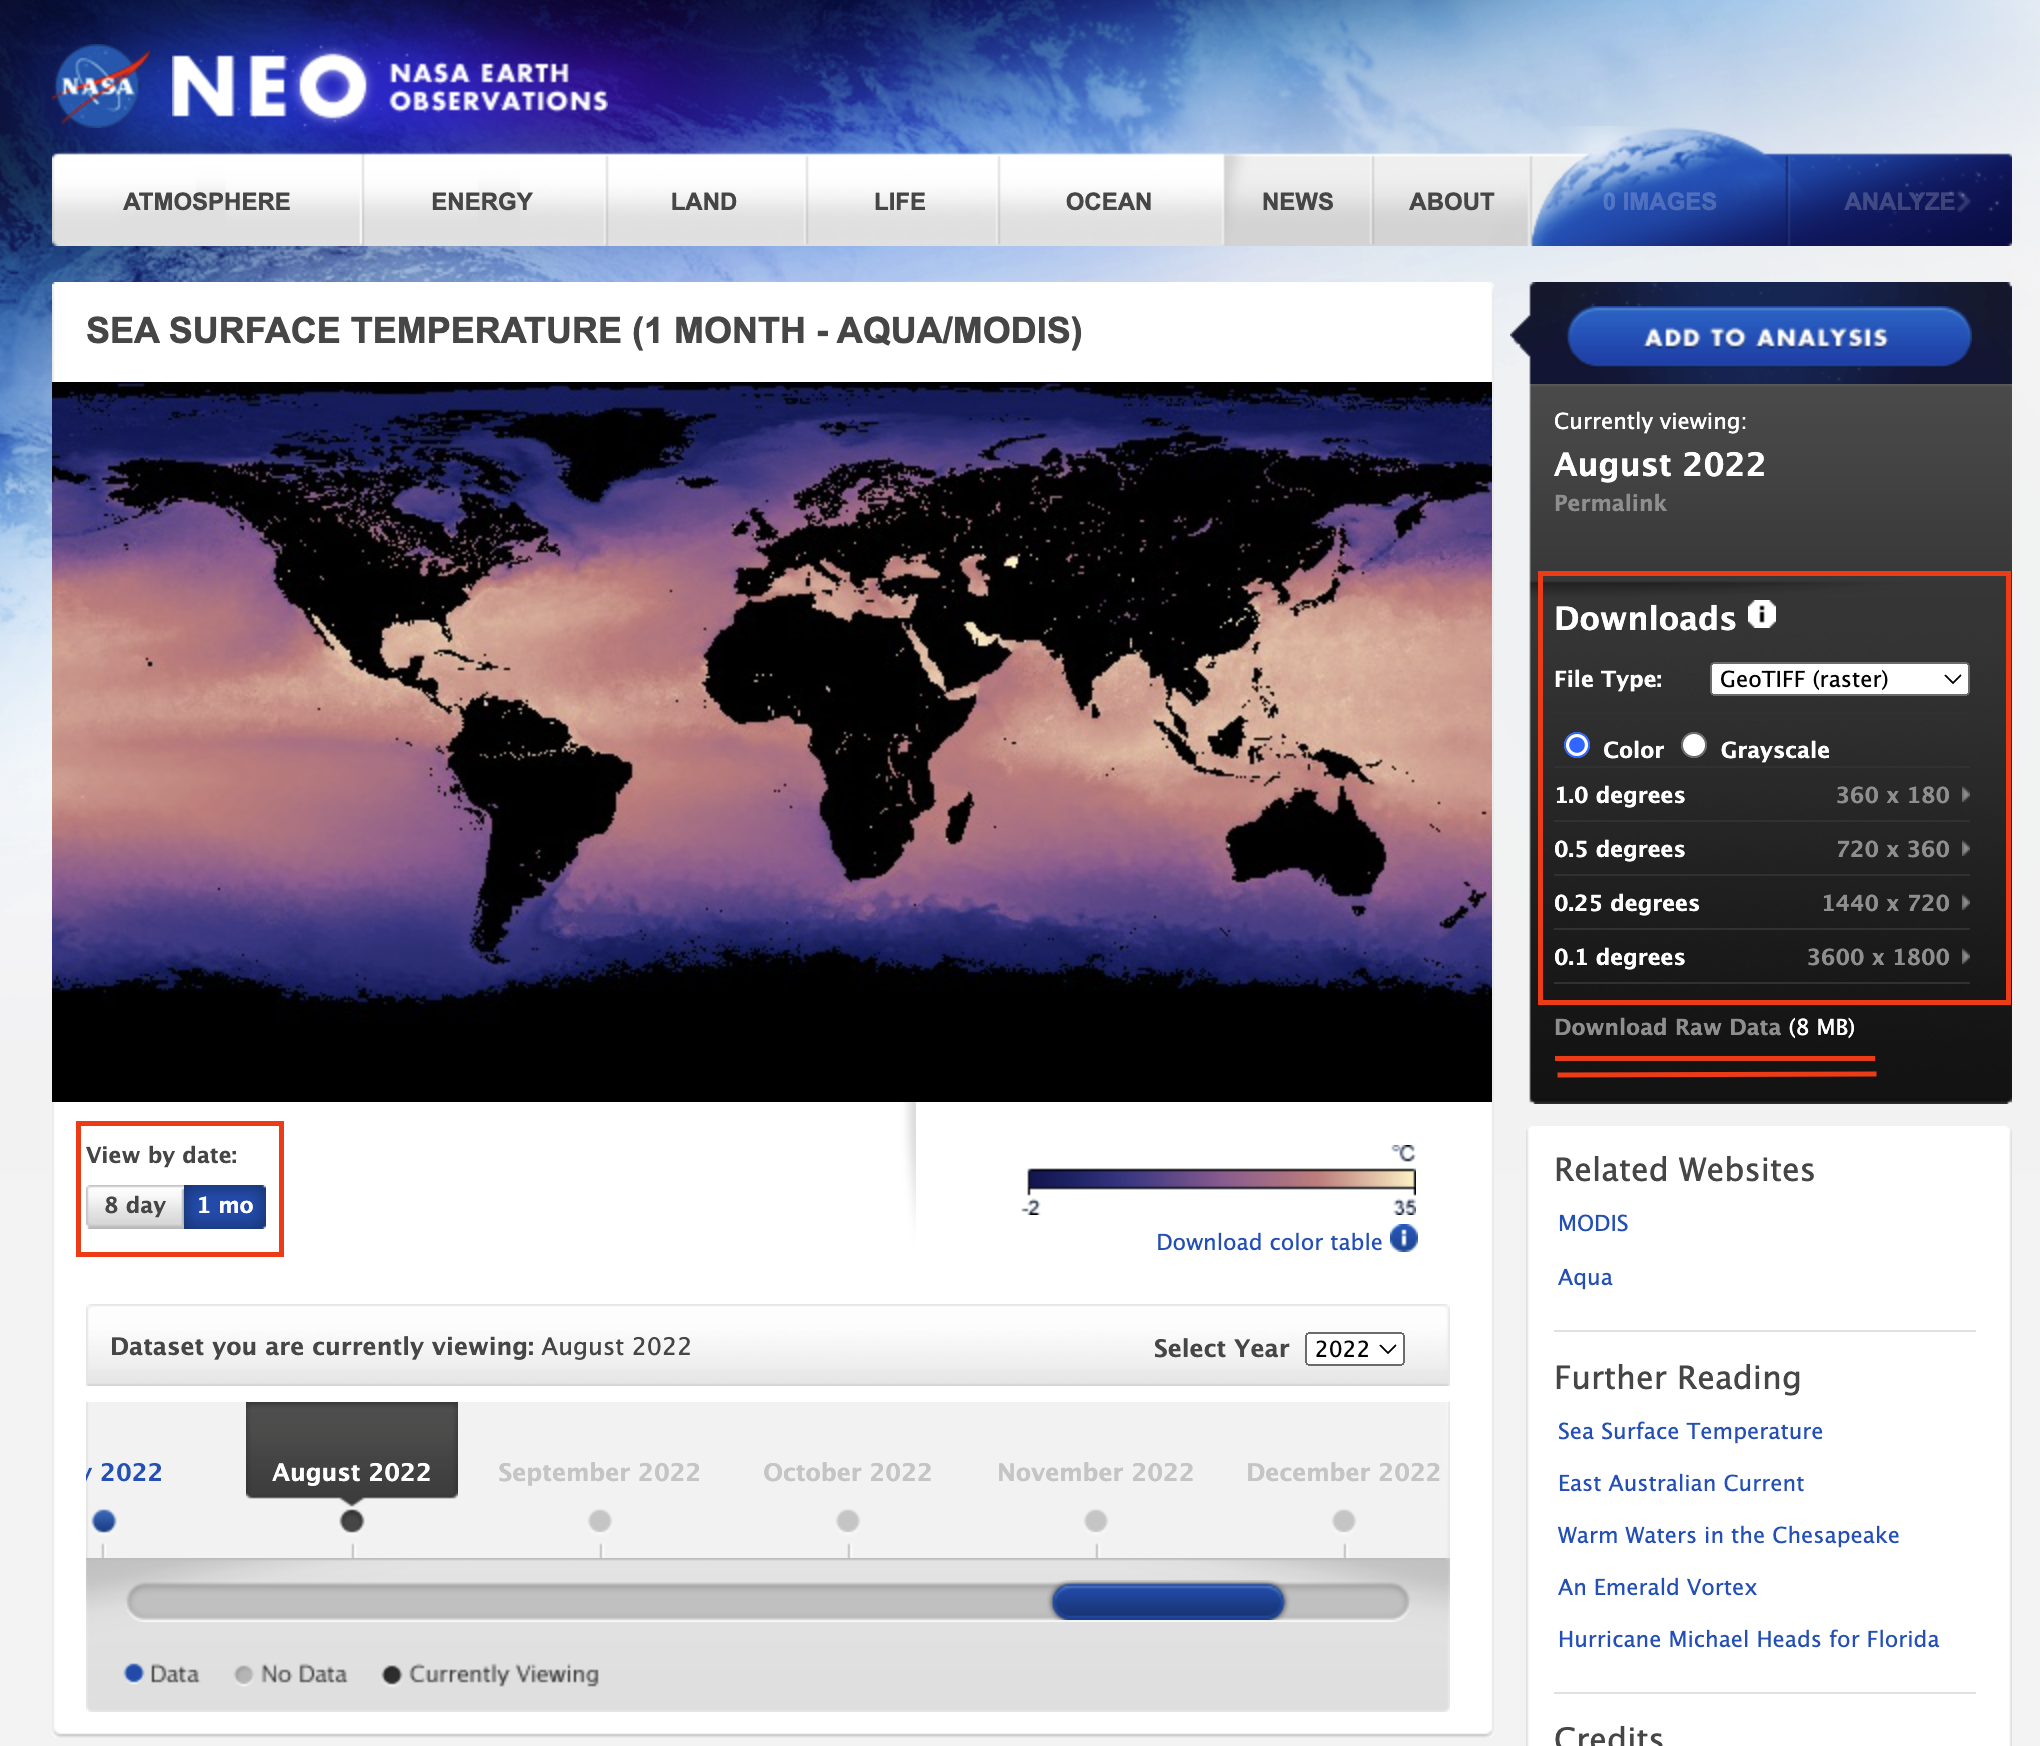 NASA
NEO
NASA EARTH
OBSERVATIONS
ATMOSPHERE
ENERGY
LAND
LIFE
OCEAN
NEWS
ABOUT
0 IMAGES
ANALYZE
SEA SURFACE TEMPERATURE (1 MONTH - AQUA/MODIS)
ADD TO ANALYSIS
Currently viewing:
August 2022
Permalink
Downloads
File Type: GeoTIFF (raster)
Color Grayscale
1.0 degrees 360 x 180
0.5 degrees 720 x 360
0.25 degrees 1440 x 720
0.1 degrees 3600 x 1800
Download Raw Data (8 MB)
View by date:
8 day 1 mo
°C
-2 35
Download color table
Dataset you are currently viewing: August 2022
Select Year 2022
y 2022
August 2022
September 2022
October 2022
November 2022
December 2022
Data
No Data
Currently Viewing
Related Websites
MODIS
Aqua
Further Reading
Sea Surface Temperature
East Australian Current
Warm Waters in the Chesapeake
An Emerald Vortex
Hurricane Michael Heads for Florida
Credits